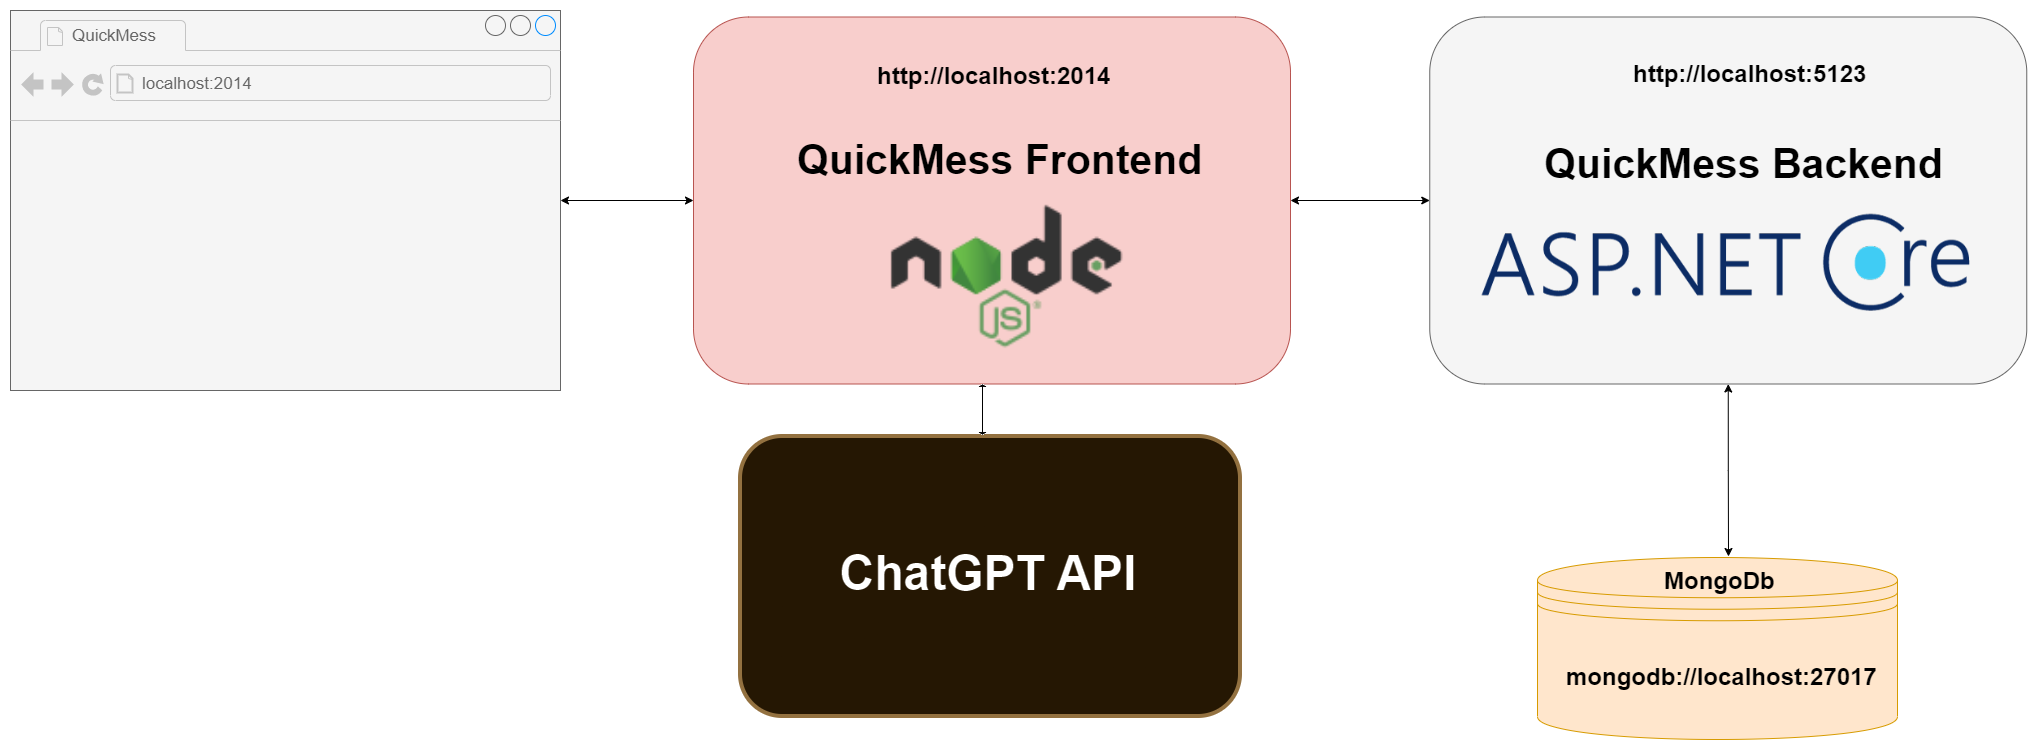 QuickMess
localhost:2014
http://localhost:2014
QuickMess Frontend
node
JS®
http://localhost:5123
QuickMess Backend
ASP.NET Core
ChatGPT API
MongoDb
mongodb://localhost:27017